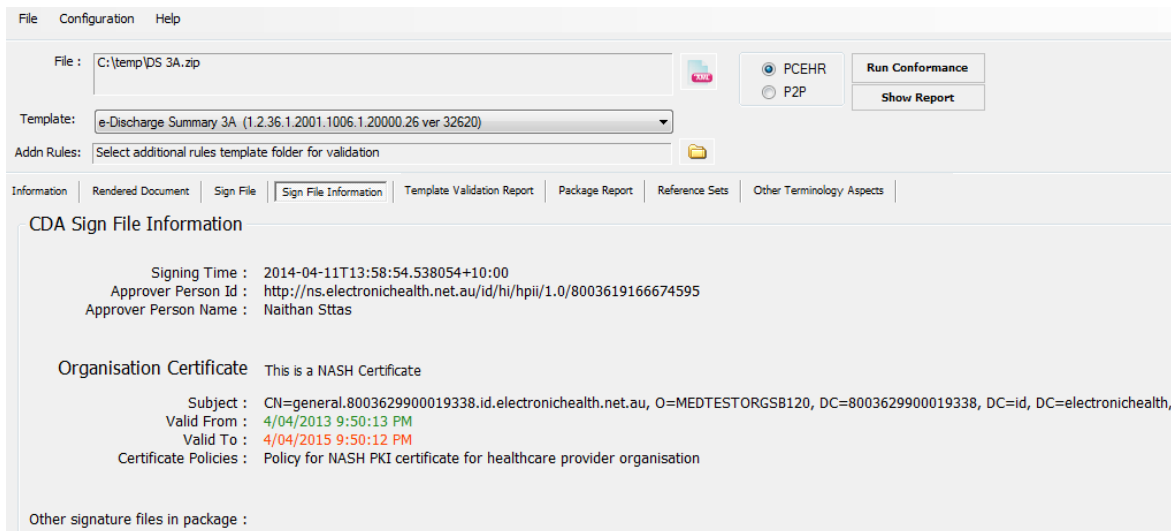 File Configuration Help
File : C:\temp\DS 3A.zip
XML
PCEHR
P2P
Run Conformance
Show Report
Template: e-Discharge Summary 3A (1.2.36.1.2001.1006.1.20000.26 ver 32620)
Addn Rules: Select additional rules template folder for validation
Information Rendered Document Sign File Sign File Information Template Validation Report Package Report Reference Sets Other Terminology Aspects
CDA Sign File Information
Signing Time : 2014-04-11T13:58:54.538054+10:00
Approver Person Id : http://ns.electronichealth.net.au/id/hi/hpii/1.0/8003619166674595
Approver Person Name : Naithan Sttas
Organisation Certificate This is a NASH Certificate
Subject : CN=general.8003629900019338.id.electronichealth.net.au, O=MEDTESTORGSB120, DC=8003629900019338, DC=id, DC=electronichealth,
Valid From : 4/04/2013 9:50:13 PM
Valid To : 4/04/2015 9:50:12 PM
Certificate Policies : Policy for NASH PKI certificate for healthcare provider organisation
Other signature files in package :